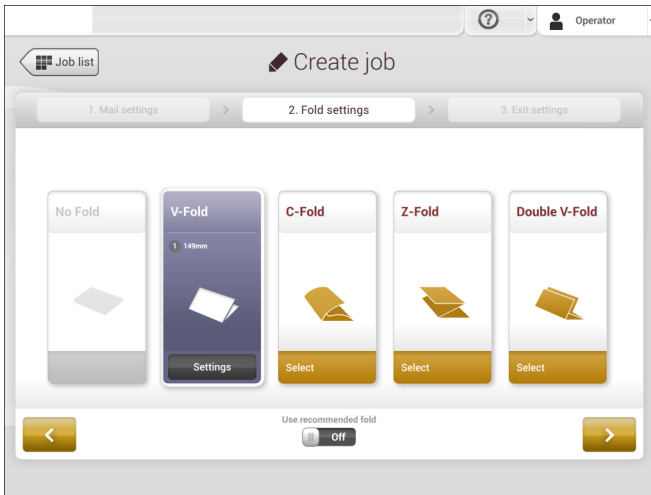 ? Operator
Job list
Create job
1. Mail settings > 2. Fold settings > 3. Exit settings
No Fold
V-Fold
C-Fold
Z-Fold
Double V-Fold
1 149mm
Settings
Select
Select
Select
Use recommended fold
Off